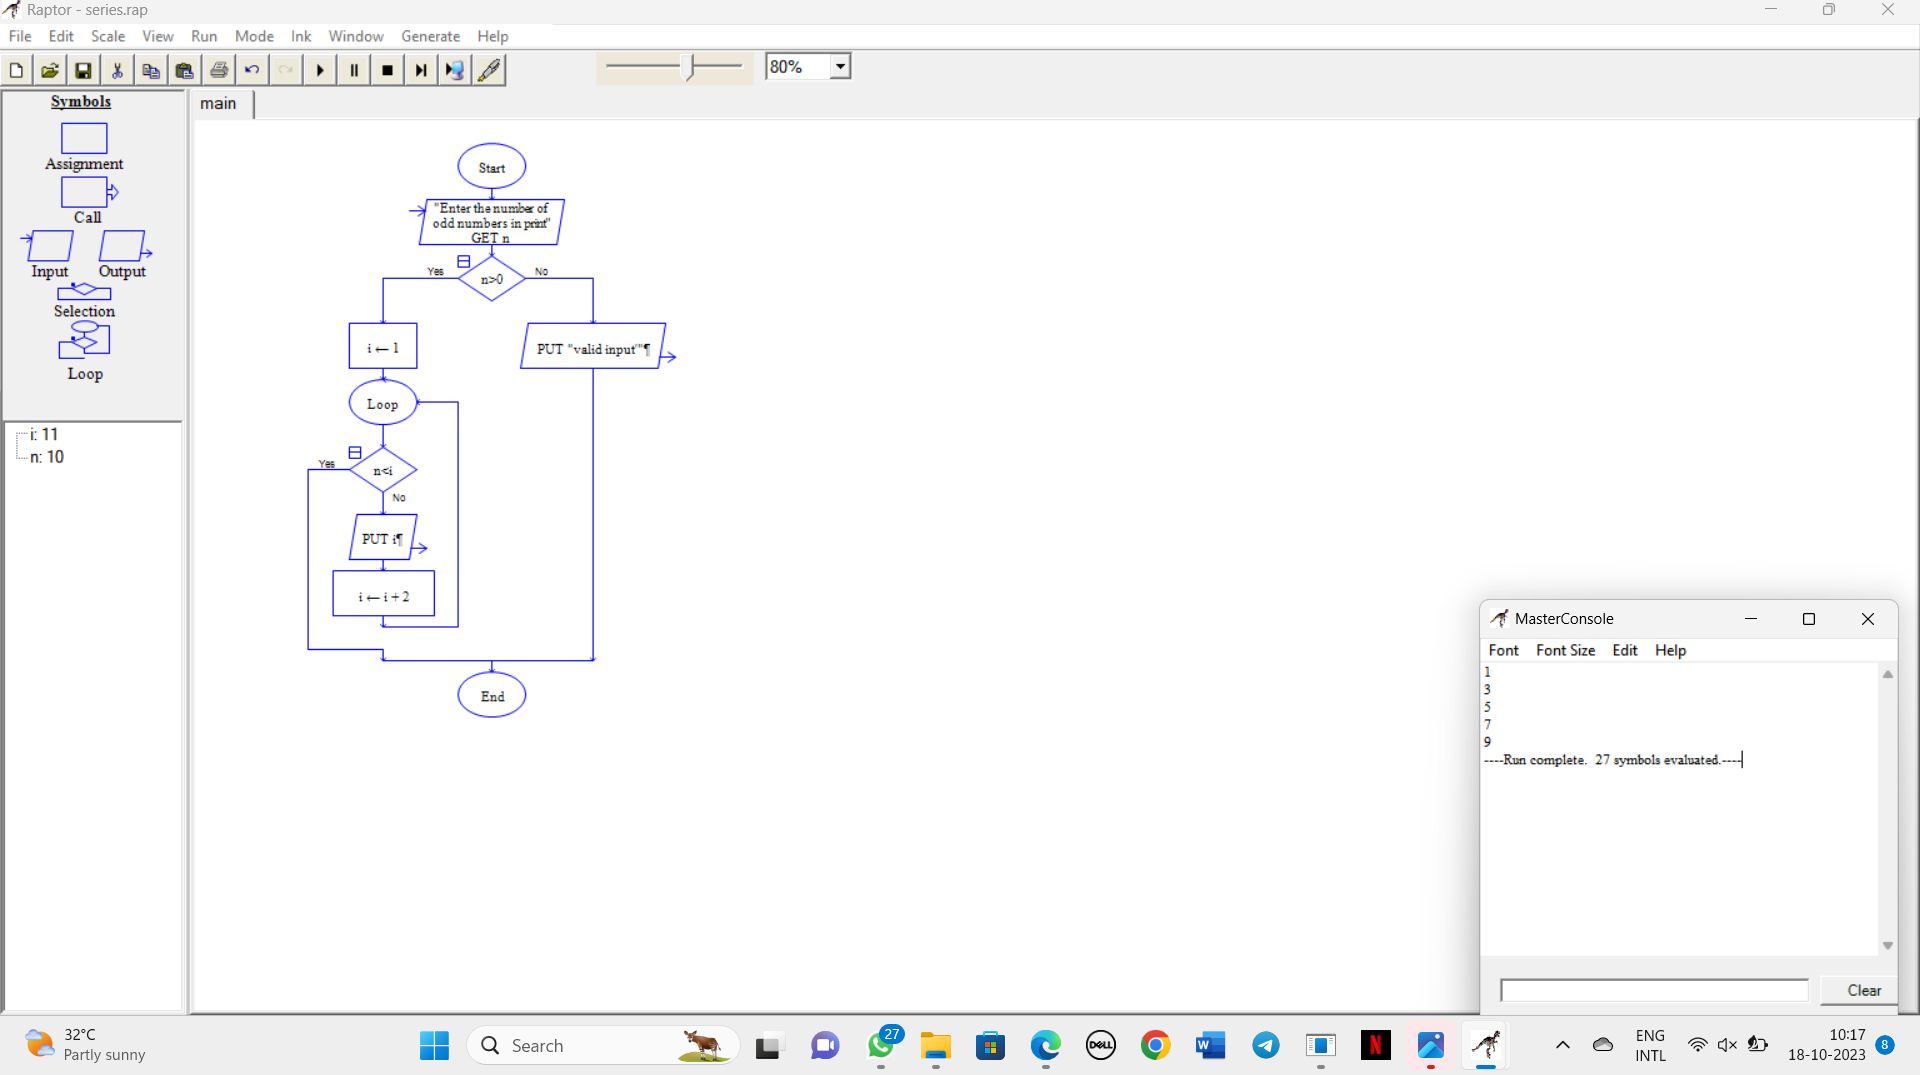 Raptor - series.rap
File Edit Scale View Run Mode Ink Window Generate Help
80%
Symbols
Assignment
Call
Input Output
Selection
Loop
i: 11
n: 10
main
Start
"Enter the number of
odd numbers in print"
GET n
Yes No
n>0
i ← 1
PUT "valid input"¶
Loop
Yes
n<i
No
PUT i¶
i ← i + 2
End
MasterConsole
Font Font Size Edit Help
1
3
5
7
9
----Run complete. 27 symbols evaluated.----
Clear
32°C
Partly sunny
Search
27
DELL
W
N
ENG
INTL
10:17
18-10-2023
8